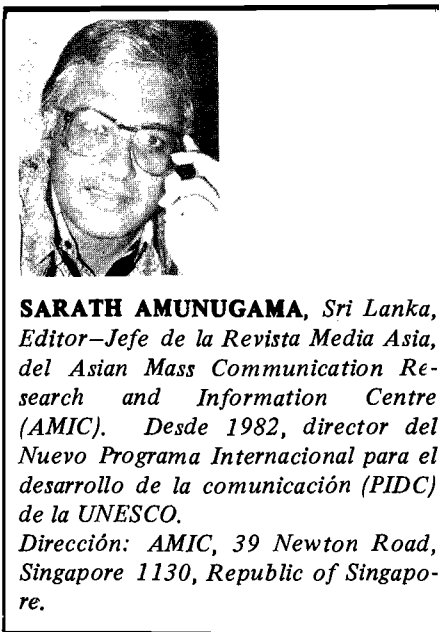 SARATH AMUNUGAMA, Sri Lanka,
Editor–Jefe de la Revista Media Asia,
del Asian Mass Communication Re-
search and Information Centre
(AMIC). Desde 1982, director del
Nuevo Programa Internacional para el
desarrollo de la comunicación (PIDC)
de la UNESCO.
Dirección: AMIC, 39 Newton Road,
Singapore 1130, Republic of Singapo-
re.